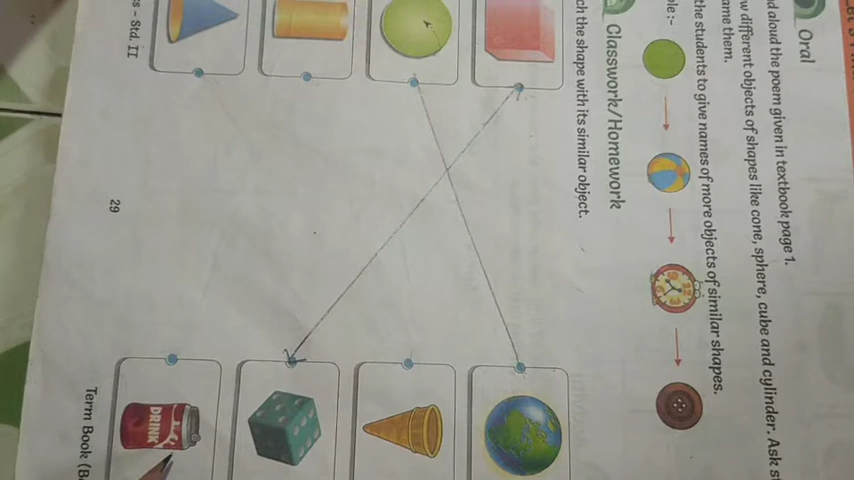 Oral
d aloud the poem given in textbook page 1.
w different objects of shapes like cone, sphere, cube and cylinder. Ask
ame them.
the students to give names of more objects of similar shapes.
le:-
Classwork/Homework
ch the shape with its similar object.
DRINK
s - Std. II
29
Term Book